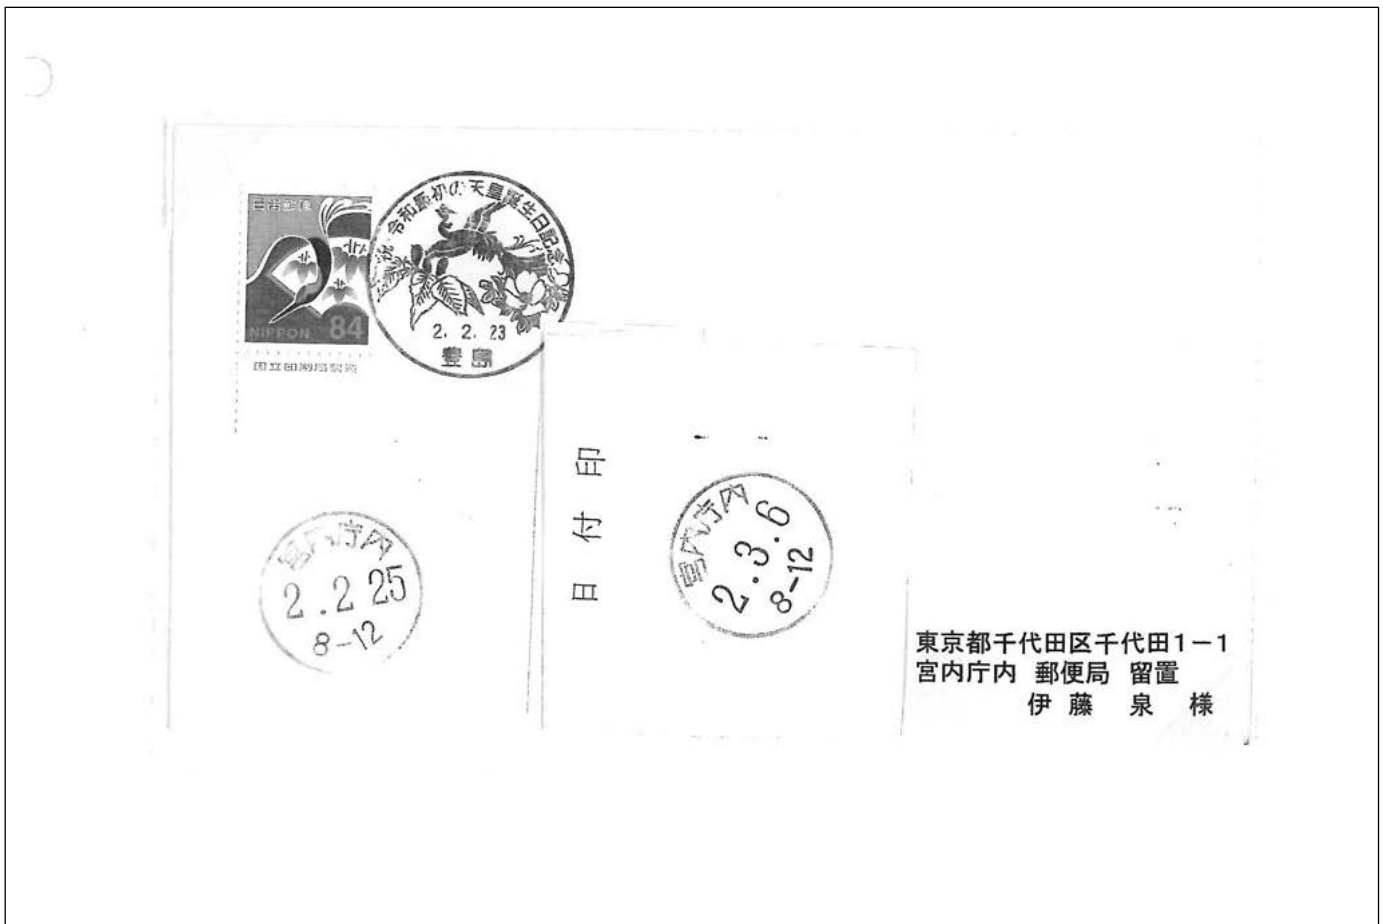 日本郵便
NIPPON 84
国立印刷局製造
祝 令和最初の天皇誕生日記念
2. 2. 23
豊島
宮内庁内
2.2 25
8-12
日付印
宮内庁内
2.3.6
8-12
東京都千代田区千代田1-1
宮内庁内 郵便局 留置
伊藤 泉 様